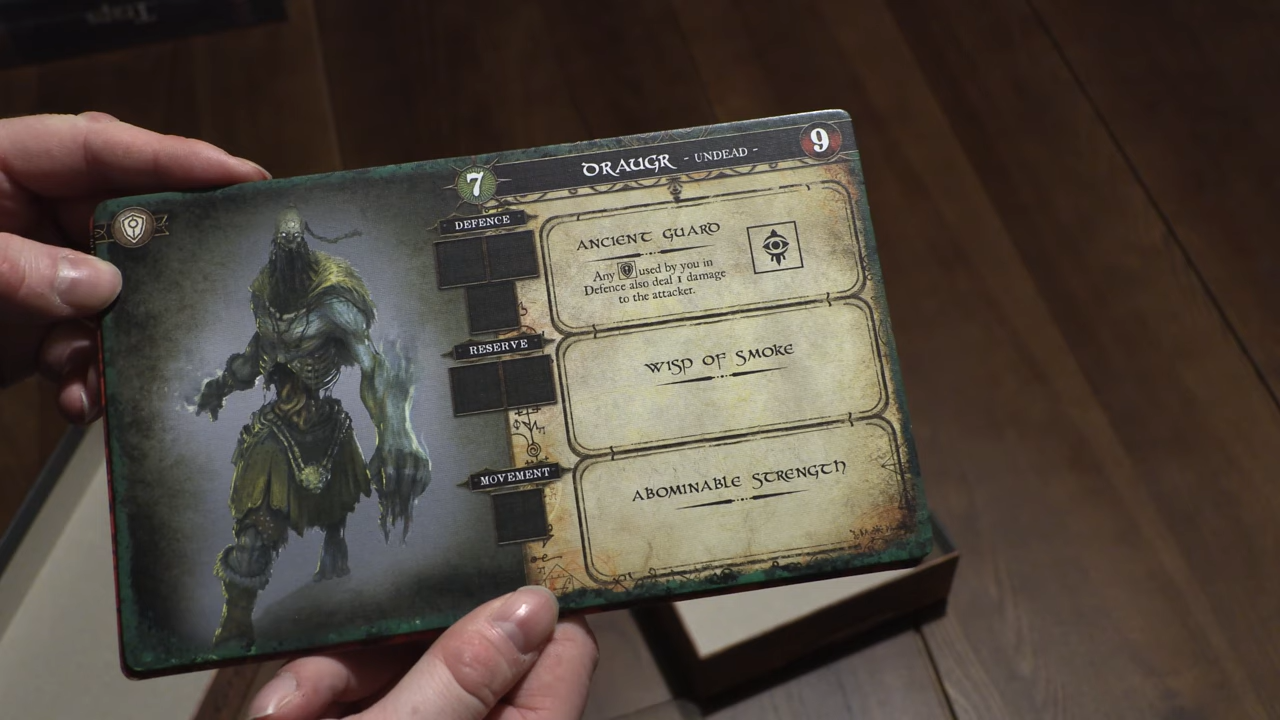 Traps
7
DRAUGR - UNDEAD -
9
DEFENCE
ANCIENT GUARD
Any used by you in
Defence also deal 1 damage
to the attacker.
RESERVE
WISP OF SMOKE
MOVEMENT
ABOMINABLE STRENGTH